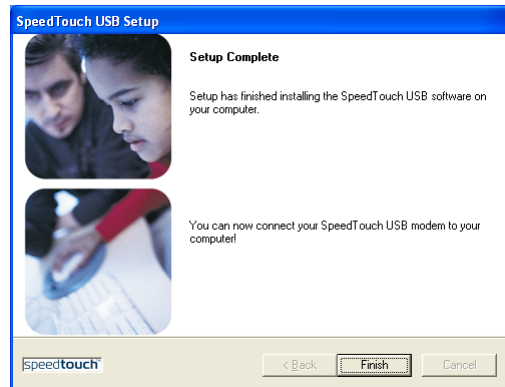 SpeedTouch USB Setup
Setup Complete
Setup has finished installing the SpeedTouch USB software on
your computer.
You can now connect your SpeedTouch USB modem to your
computer!
speedtouch™
< Back
Finish
Cancel